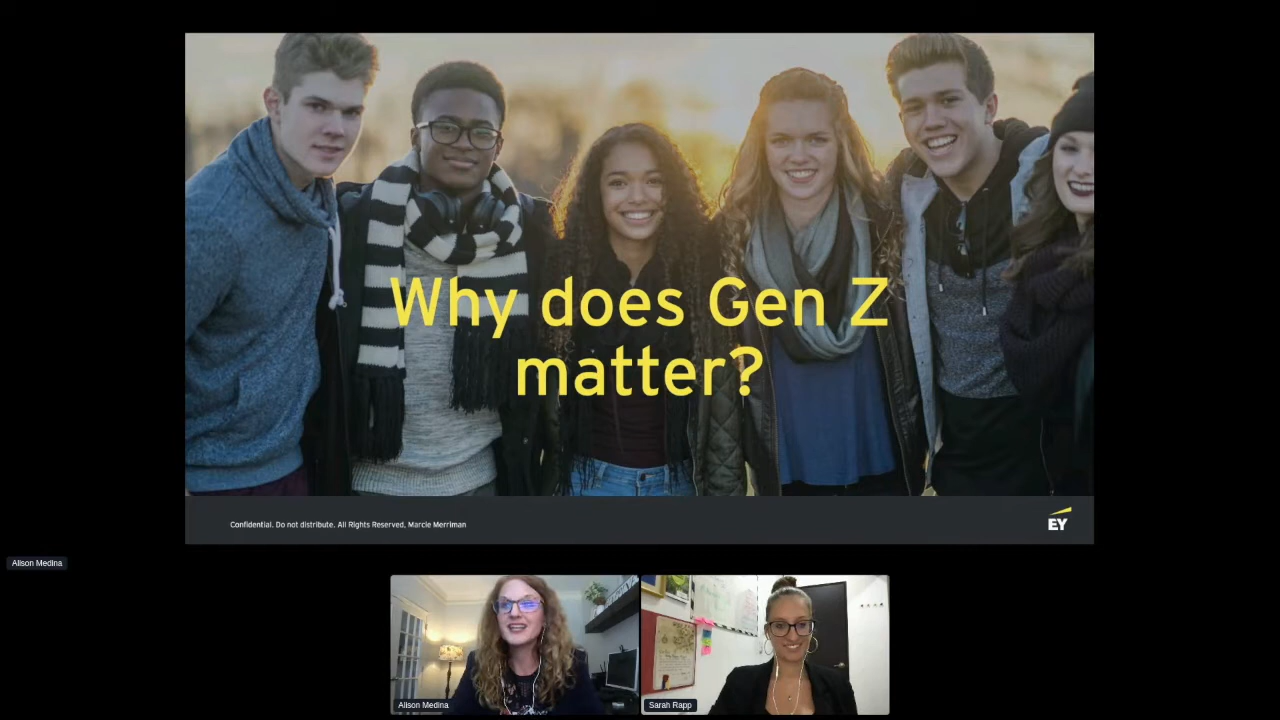 Why does Gen Z
matter?
Confidential. Do not distribute. All Rights Reserved, Marcie Merriman
EY
Alison Medina
Alison Medina
Sarah Rapp